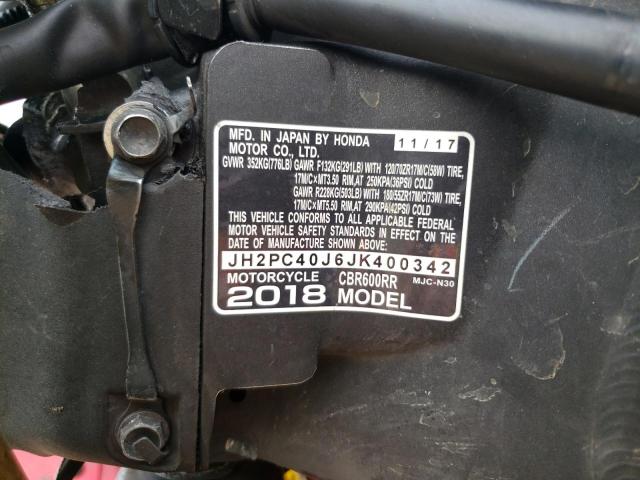 MFD. IN JAPAN BY HONDA 11/17
MOTOR CO., LTD.
GVWR 352KG(776LB) GAWR F132KG(291LB) WITH 120/70ZR17M/C(58W) TIRE,
17M/C×MT3.50 RIM, AT 250KPA(36PSI) COLD
GAWR R228KG(503LB) WITH 180/55ZR17M/C(73W) TIRE,
17M/C×MT5.50 RIM, AT 290KPA(42PSI) COLD
THIS VEHICLE CONFORMS TO ALL APPLICABLE FEDERAL
MOTOR VEHICLE SAFETY STANDARDS IN EFFECT ON THE
DATE OF MANUFACTURE SHOWN ABOVE.
JH2PC40J6JK400342
MOTORCYCLE CBR600RR MJC-N30
2018 MODEL